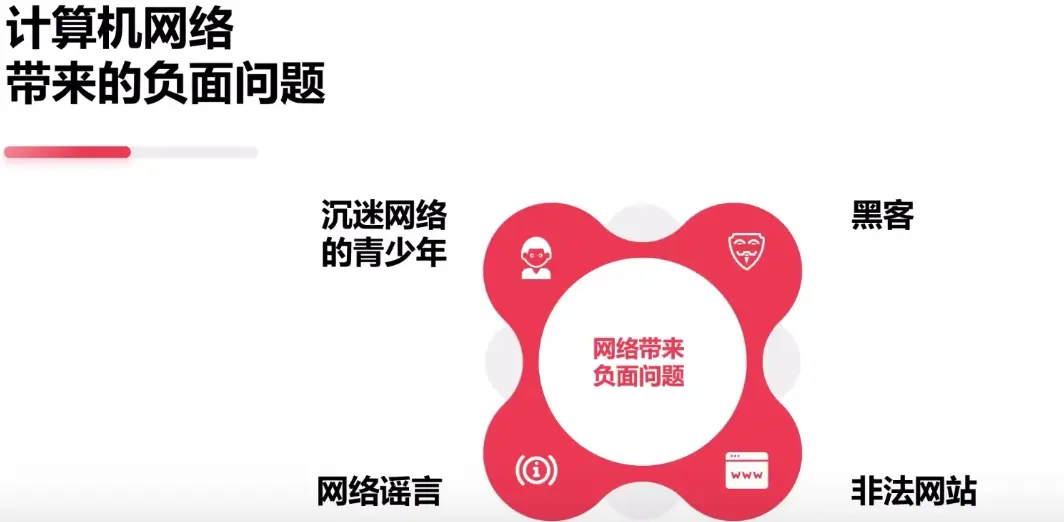 计算机网络
带来的负面问题
沉迷网络
的青少年
黑客
网络带来
负面问题
网络谣言
www
非法网站